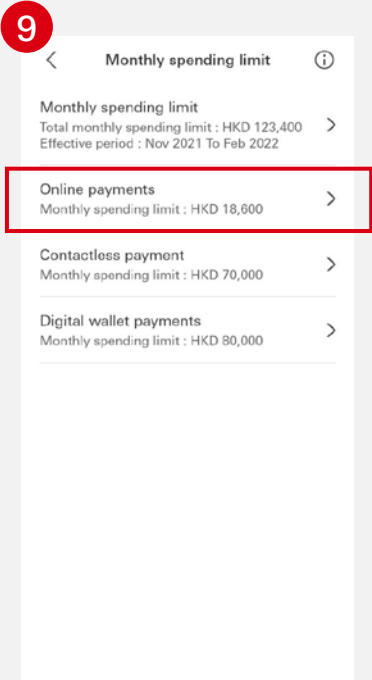 9
Monthly spending limit
Monthly spending limit
Total monthly spending limit : HKD 123,400
Effective period : Nov 2021 To Feb 2022
Online payments
Monthly spending limit : HKD 18,600
Contactless payment
Monthly spending limit : HKD 70,000
Digital wallet payments
Monthly spending limit : HKD 80,000